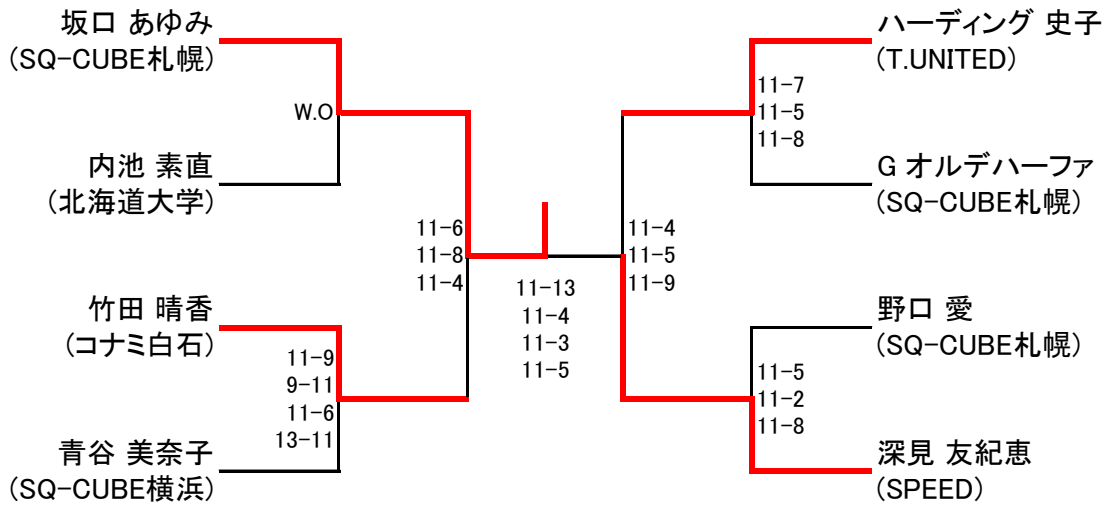 坂口 あゆみ
(SQ-CUBE札幌)
W.O
内池 素直
(北海道大学)
11-6
11-8
11-4
竹田 晴香
(コナミ白石)
11-9
9-11
11-6
13-11
青谷 美奈子
(SQ-CUBE横浜)
11-13
11-4
11-3
11-5
ハーディング 史子
(T.UNITED)
11-7
11-5
11-8
G オルデハーファ
(SQ-CUBE札幌)
11-4
11-5
11-9
野口 愛
(SQ-CUBE札幌)
11-5
11-2
11-8
深見 友紀恵
(SPEED)